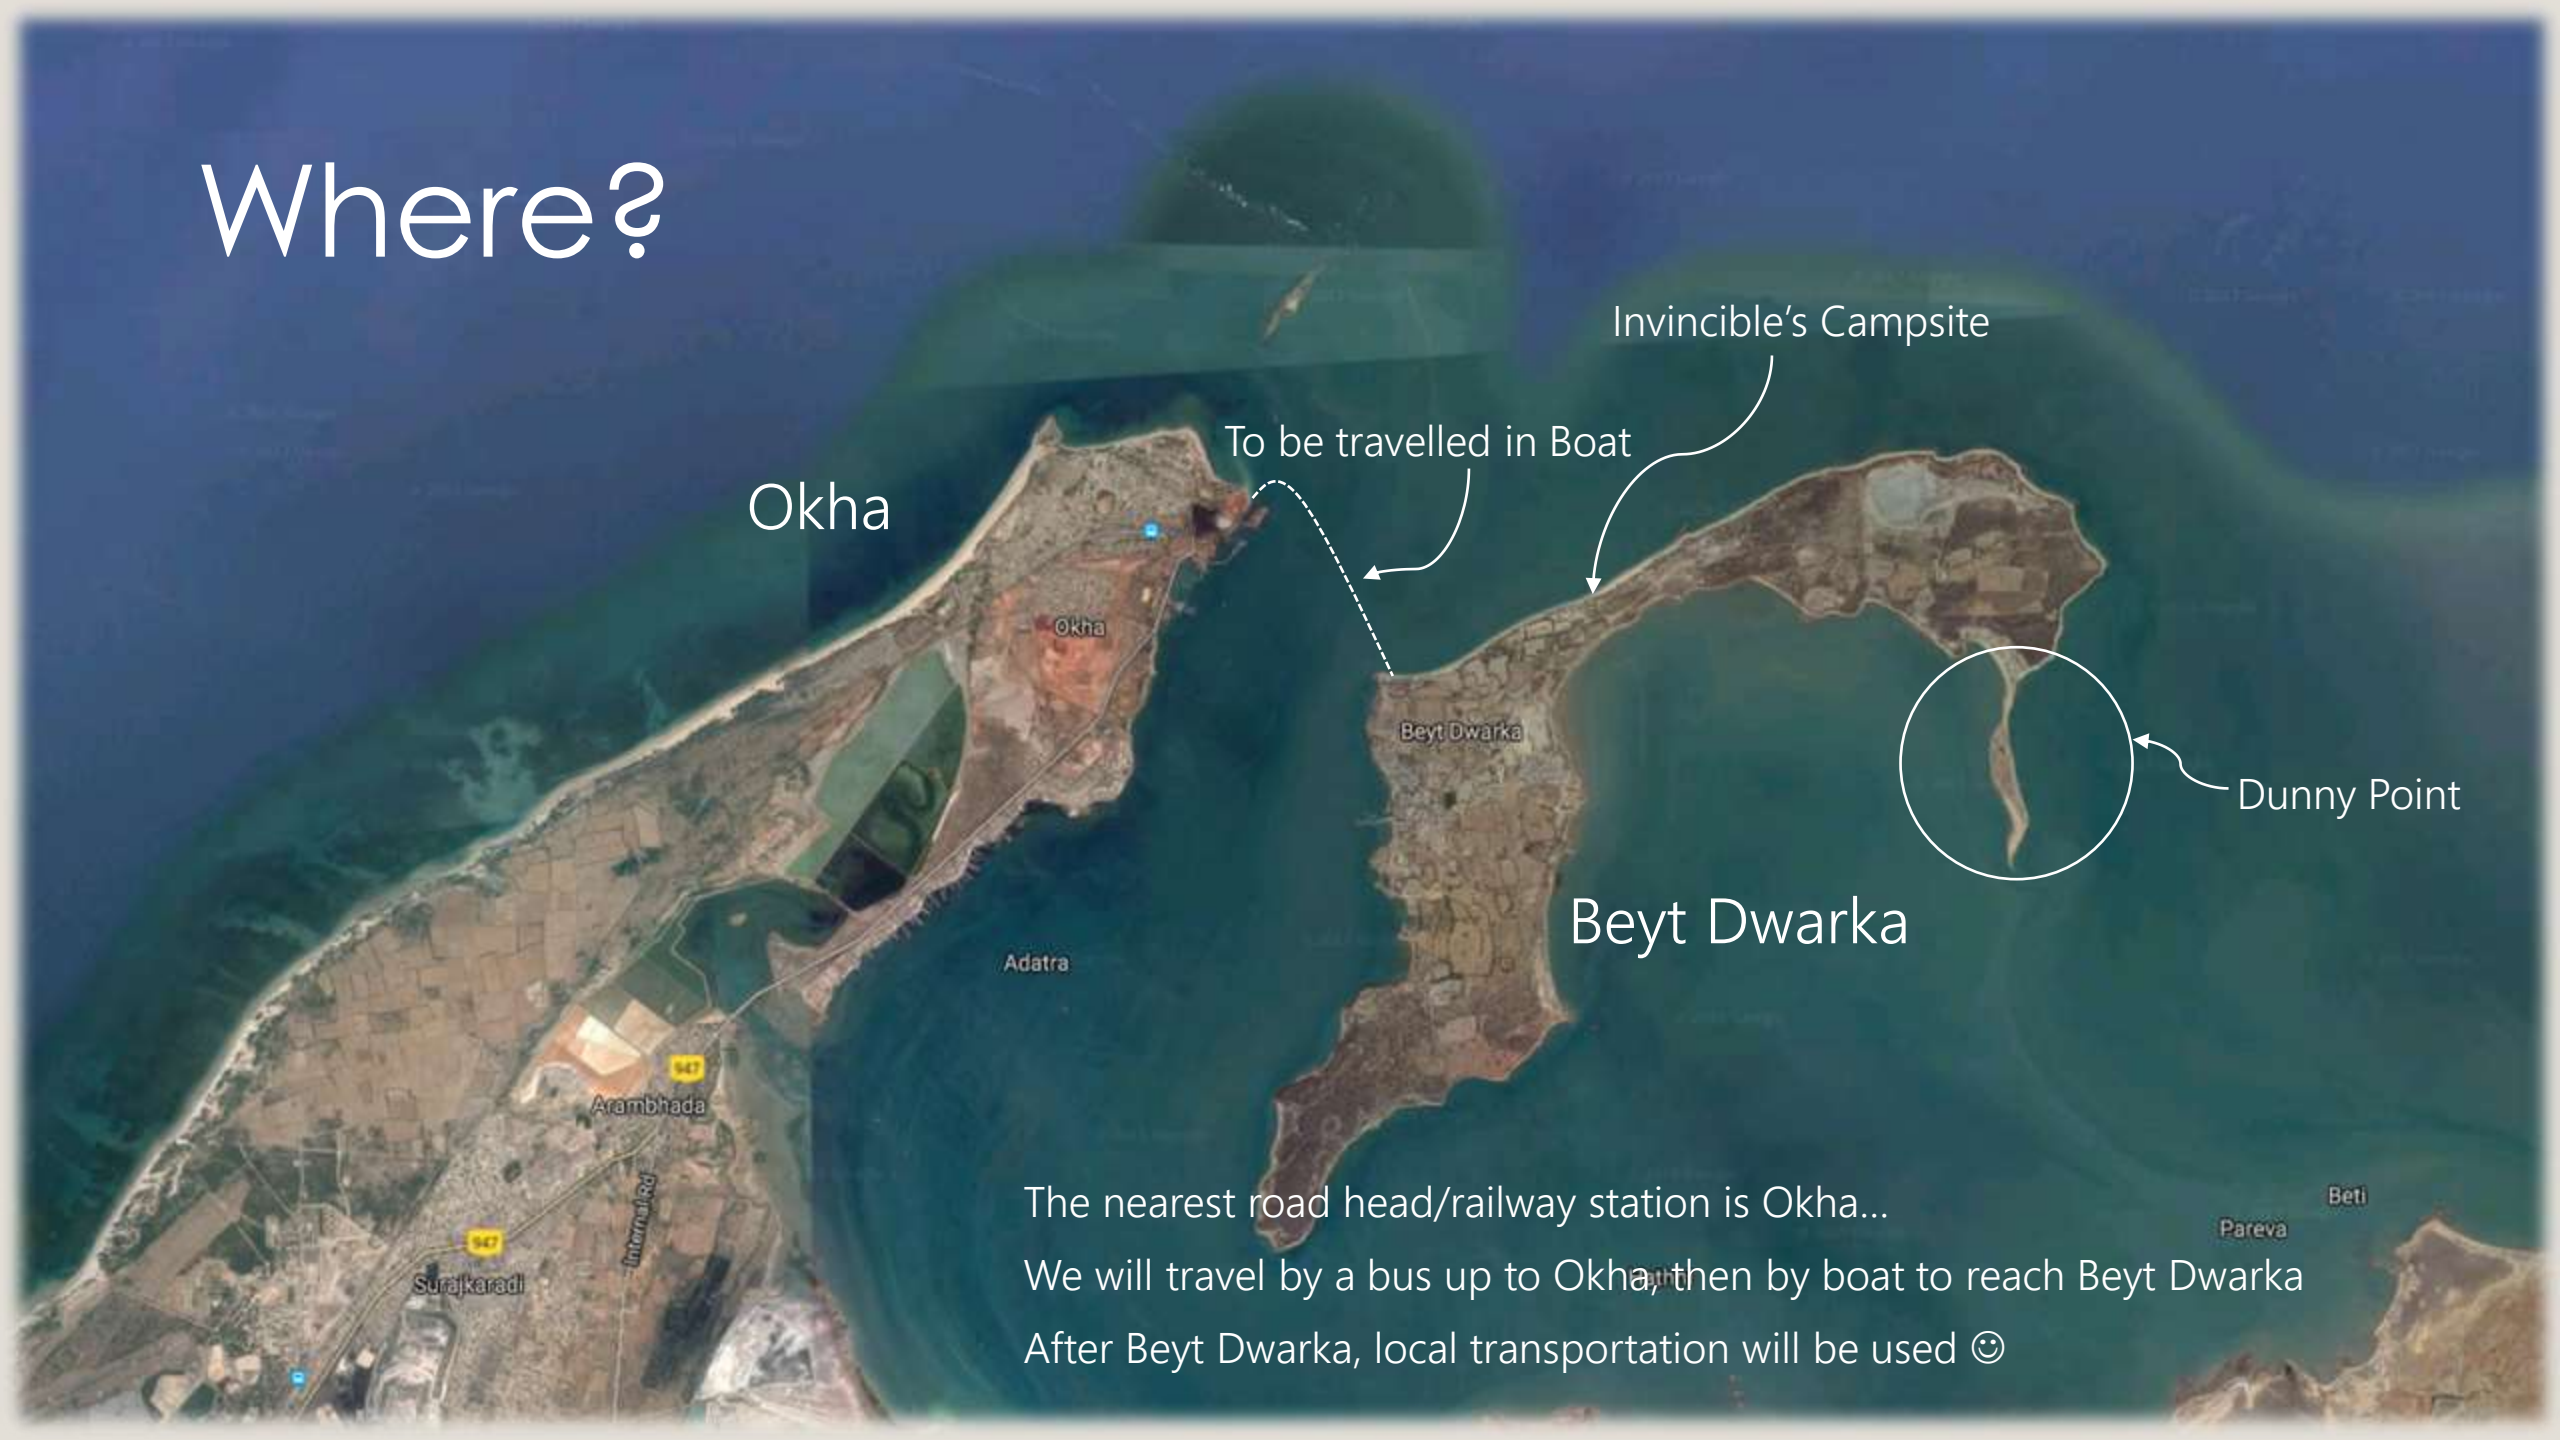 Where?
Invincible’s Campsite
To be travelled in Boat
Okha
Okha
Beyt Dwarka
Dunny Point
Beyt Dwarka
Adatra
947
Arambhada
Internal Rd
947
Surajkaradi
Beti
Pareva
The nearest road head/railway station is Okha...
We will travel by a bus up to Okha, then by boat to reach Beyt Dwarka
After Beyt Dwarka, local transportation will be used ☺